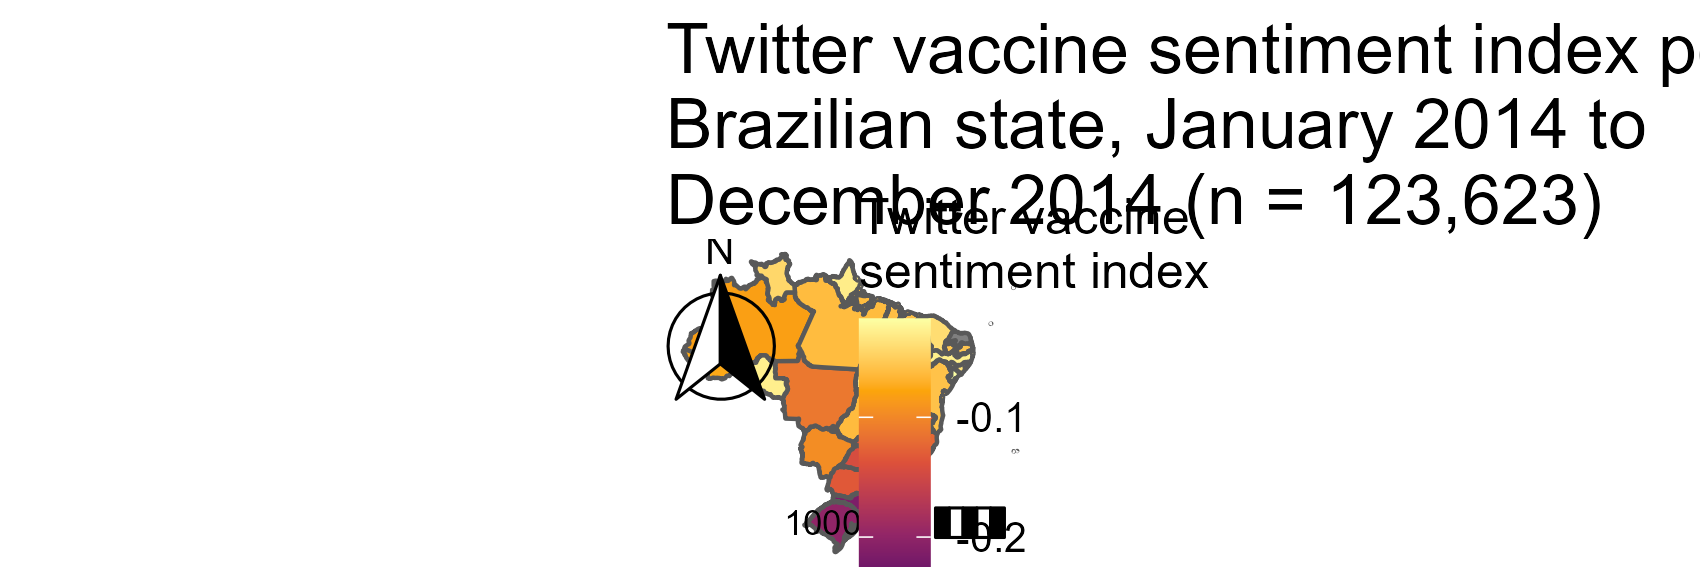 Twitter vaccine sentiment index pe
Brazilian state, January 2014 to
December 2014 (n = 123,623)
Twitter vaccine
sentiment index
N
-0.1
1000
-0.2